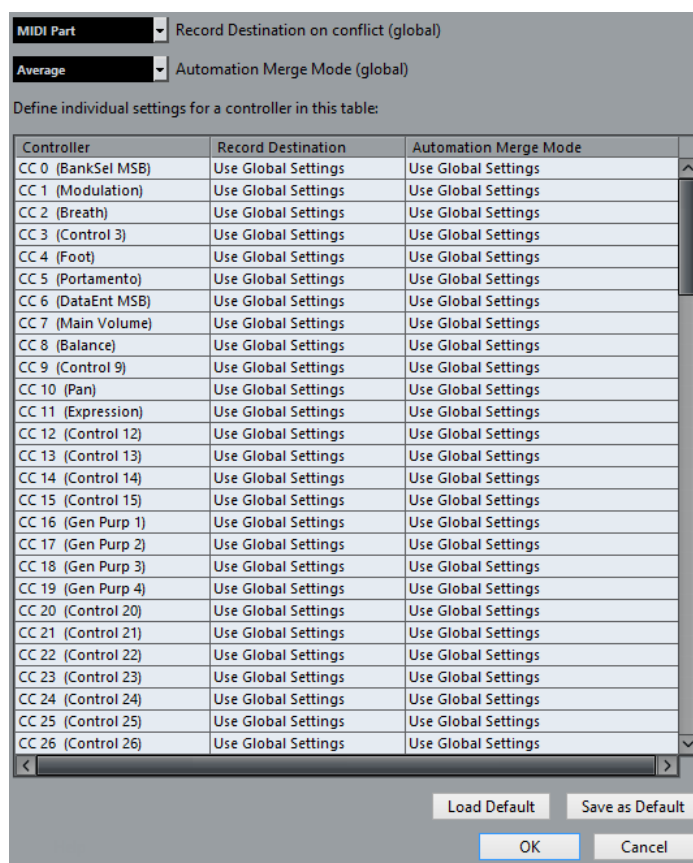 MIDI Part Record Destination on conflict (global)
Average Automation Merge Mode (global)
Define individual settings for a controller in this table:
Controller Record Destination Automation Merge Mode
CC 0 (BankSel MSB) Use Global Settings Use Global Settings
CC 1 (Modulation) Use Global Settings Use Global Settings
CC 2 (Breath) Use Global Settings Use Global Settings
CC 3 (Control 3) Use Global Settings Use Global Settings
CC 4 (Foot) Use Global Settings Use Global Settings
CC 5 (Portamento) Use Global Settings Use Global Settings
CC 6 (DataEnt MSB) Use Global Settings Use Global Settings
CC 7 (Main Volume) Use Global Settings Use Global Settings
CC 8 (Balance) Use Global Settings Use Global Settings
CC 9 (Control 9) Use Global Settings Use Global Settings
CC 10 (Pan) Use Global Settings Use Global Settings
CC 11 (Expression) Use Global Settings Use Global Settings
CC 12 (Control 12) Use Global Settings Use Global Settings
CC 13 (Control 13) Use Global Settings Use Global Settings
CC 14 (Control 14) Use Global Settings Use Global Settings
CC 15 (Control 15) Use Global Settings Use Global Settings
CC 16 (Gen Purp 1) Use Global Settings Use Global Settings
CC 17 (Gen Purp 2) Use Global Settings Use Global Settings
CC 18 (Gen Purp 3) Use Global Settings Use Global Settings
CC 19 (Gen Purp 4) Use Global Settings Use Global Settings
CC 20 (Control 20) Use Global Settings Use Global Settings
CC 21 (Control 21) Use Global Settings Use Global Settings
CC 22 (Control 22) Use Global Settings Use Global Settings
CC 23 (Control 23) Use Global Settings Use Global Settings
CC 24 (Control 24) Use Global Settings Use Global Settings
CC 25 (Control 25) Use Global Settings Use Global Settings
CC 26 (Control 26) Use Global Settings Use Global Settings
Load Default Save as Default
OK Cancel